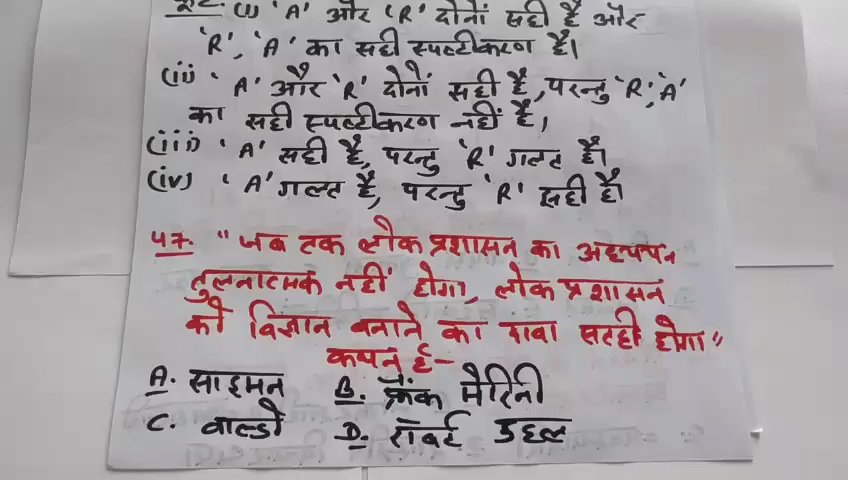 कूट- (i) 'A' और 'R' दोनों सही है और
'R', 'A' का सही स्पष्टीकरण है।
(ii) 'A' और 'R' दोनों सही है, परन्तु 'R', 'A'
का सही स्पष्टीकरण नहीं है,
(iii) 'A' सही है, परन्तु 'R' गलत है।
(iv) 'A' गलत है, परन्तु 'R' सही है।
47. "जब तक लोक प्रशासन का अध्ययन
तुलनात्मक नहीं होगा, लोक प्रशासन
को विज्ञान बनाने का दावा सतही होगा"
कथन है-
A. साइमन B. फ्रैंक मैरिनी
C. वाल्डो D. रॉबर्ट डहल